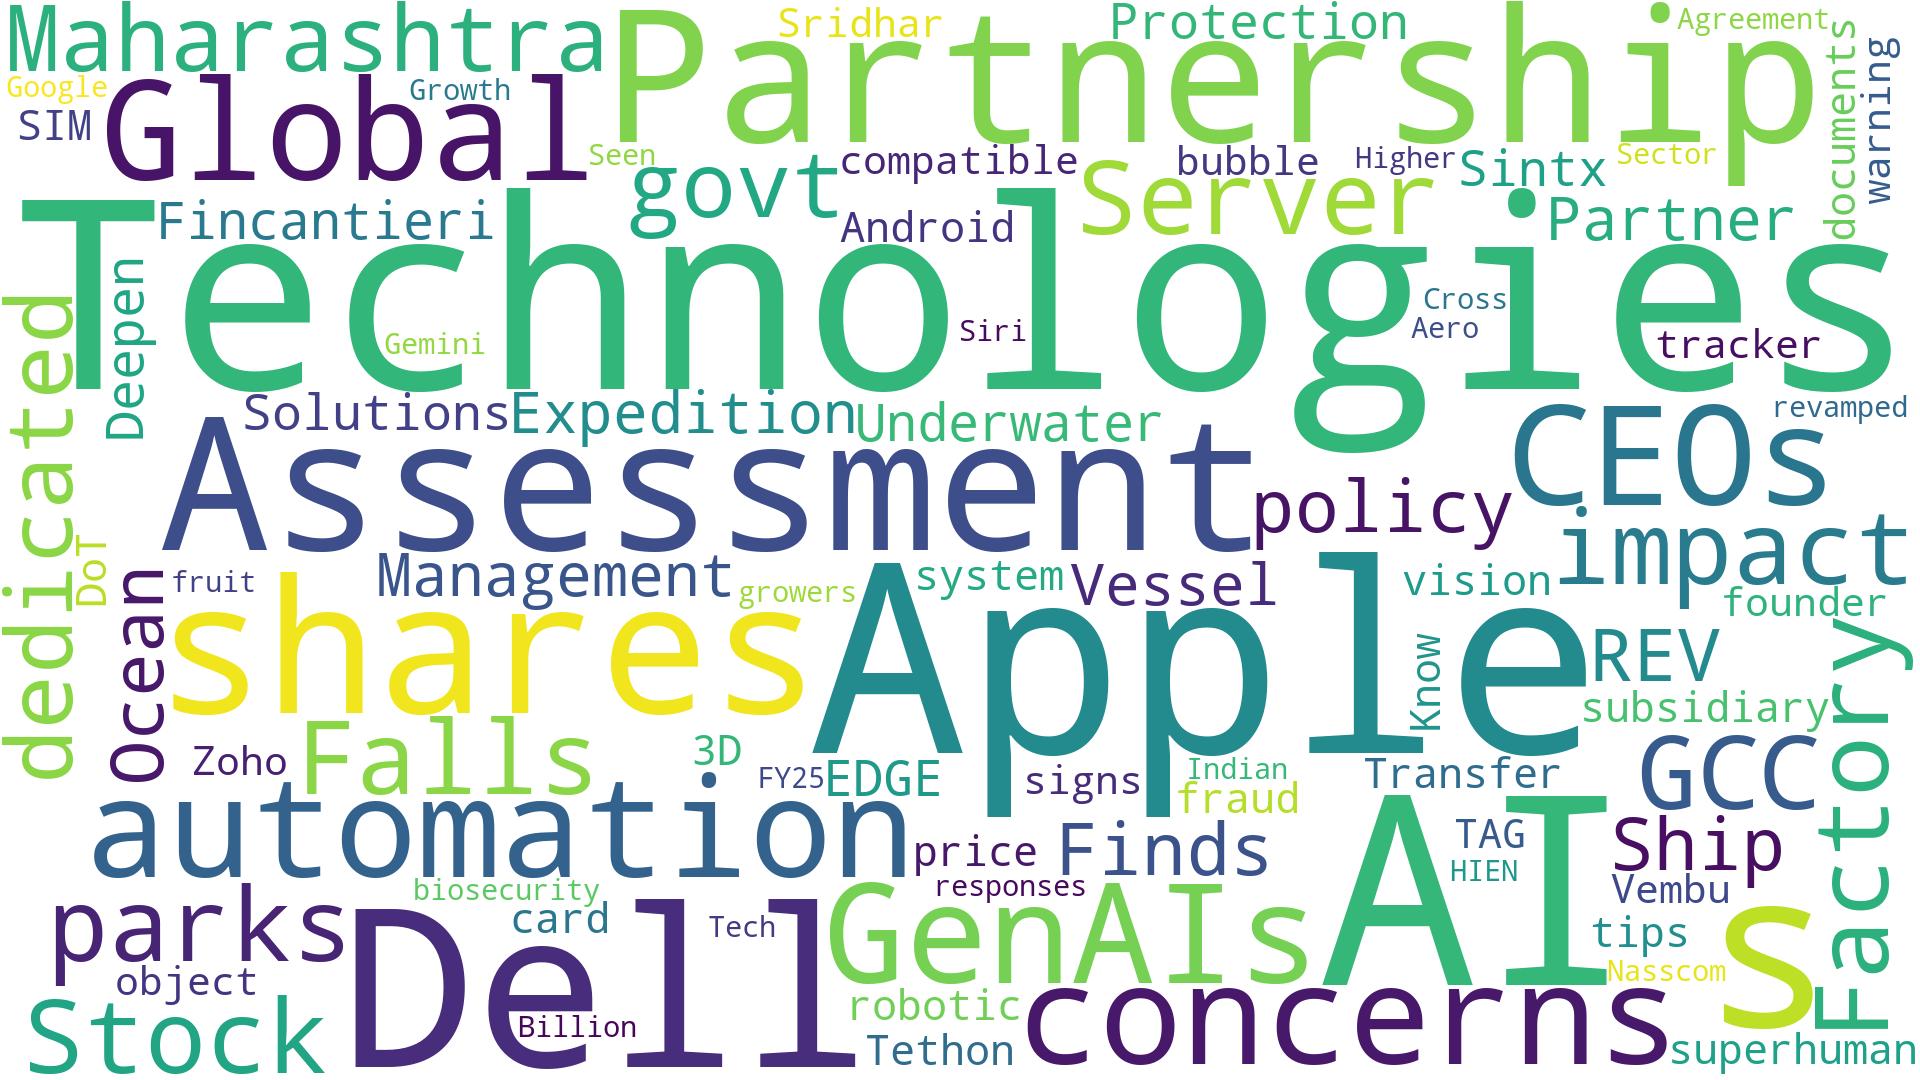 Maharashtra
Partnership
Sridhar
Protection
Agreement
Google
Growth
Global
SIM
Seen
govt
compatible
bubble
Higher
Sintx
Sector
documents
warning
Fincantieri
Android
Server
Partner
Technologies
Deepen
dedicated
Gemini
Siri
Cross
Aero
tracker
Solutions
Expedition
Underwater
CEOs
revamped
Assessment
policy
impact
DoT
Ocean
fruit
Management
growers
system
Vessel
vision
founder
shares
Apple
Know
REV
subsidiary
Factory
Zoho
Falls
3D
FY25
EDGE
signs
Indian
fraud
Transfer
GCC
automation
price
Finds
AI
TAG
HIEN
Ship
Vembu
parks
biosecurity
card
Tech
responses
GenAIs
tips
s
object
Dell
robotic
Nasscom
Stock
Billion
Tethon
concerns
superhuman